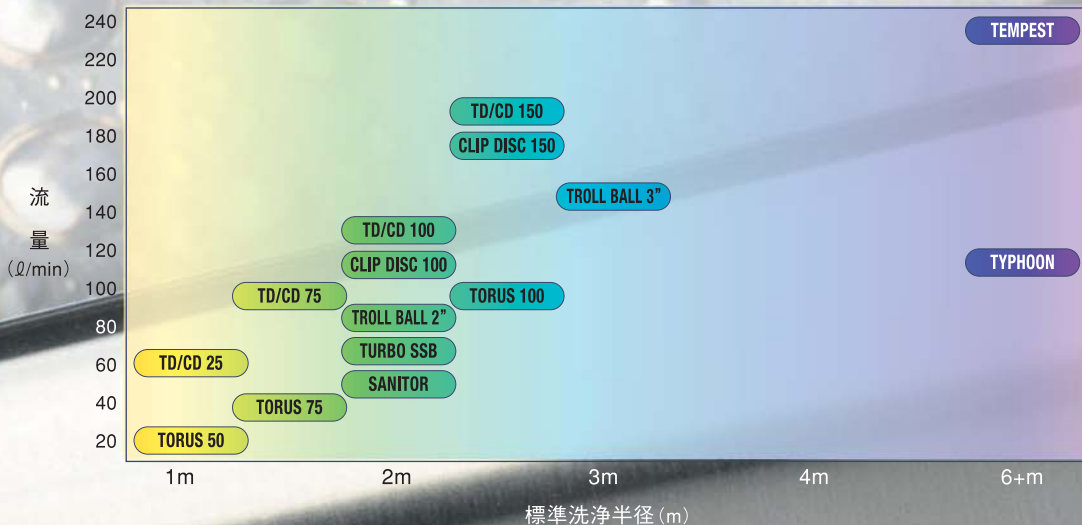 240
TEMPEST
220
200
TD/CD 150
180
CLIP DISC 150
160
TROLL BALL 3”
流
量
(ℓ/min)
140
TD/CD 100
120
CLIP DISC 100
TYPHOON
100
TD/CD 75
TORUS 100
TROLL BALL 2”
80
TURBO SSB
60
TD/CD 25
SANITOR
40
TORUS 75
20
TORUS 50
1m 2m 3m 4m 6+m
標準洗浄半径(m)